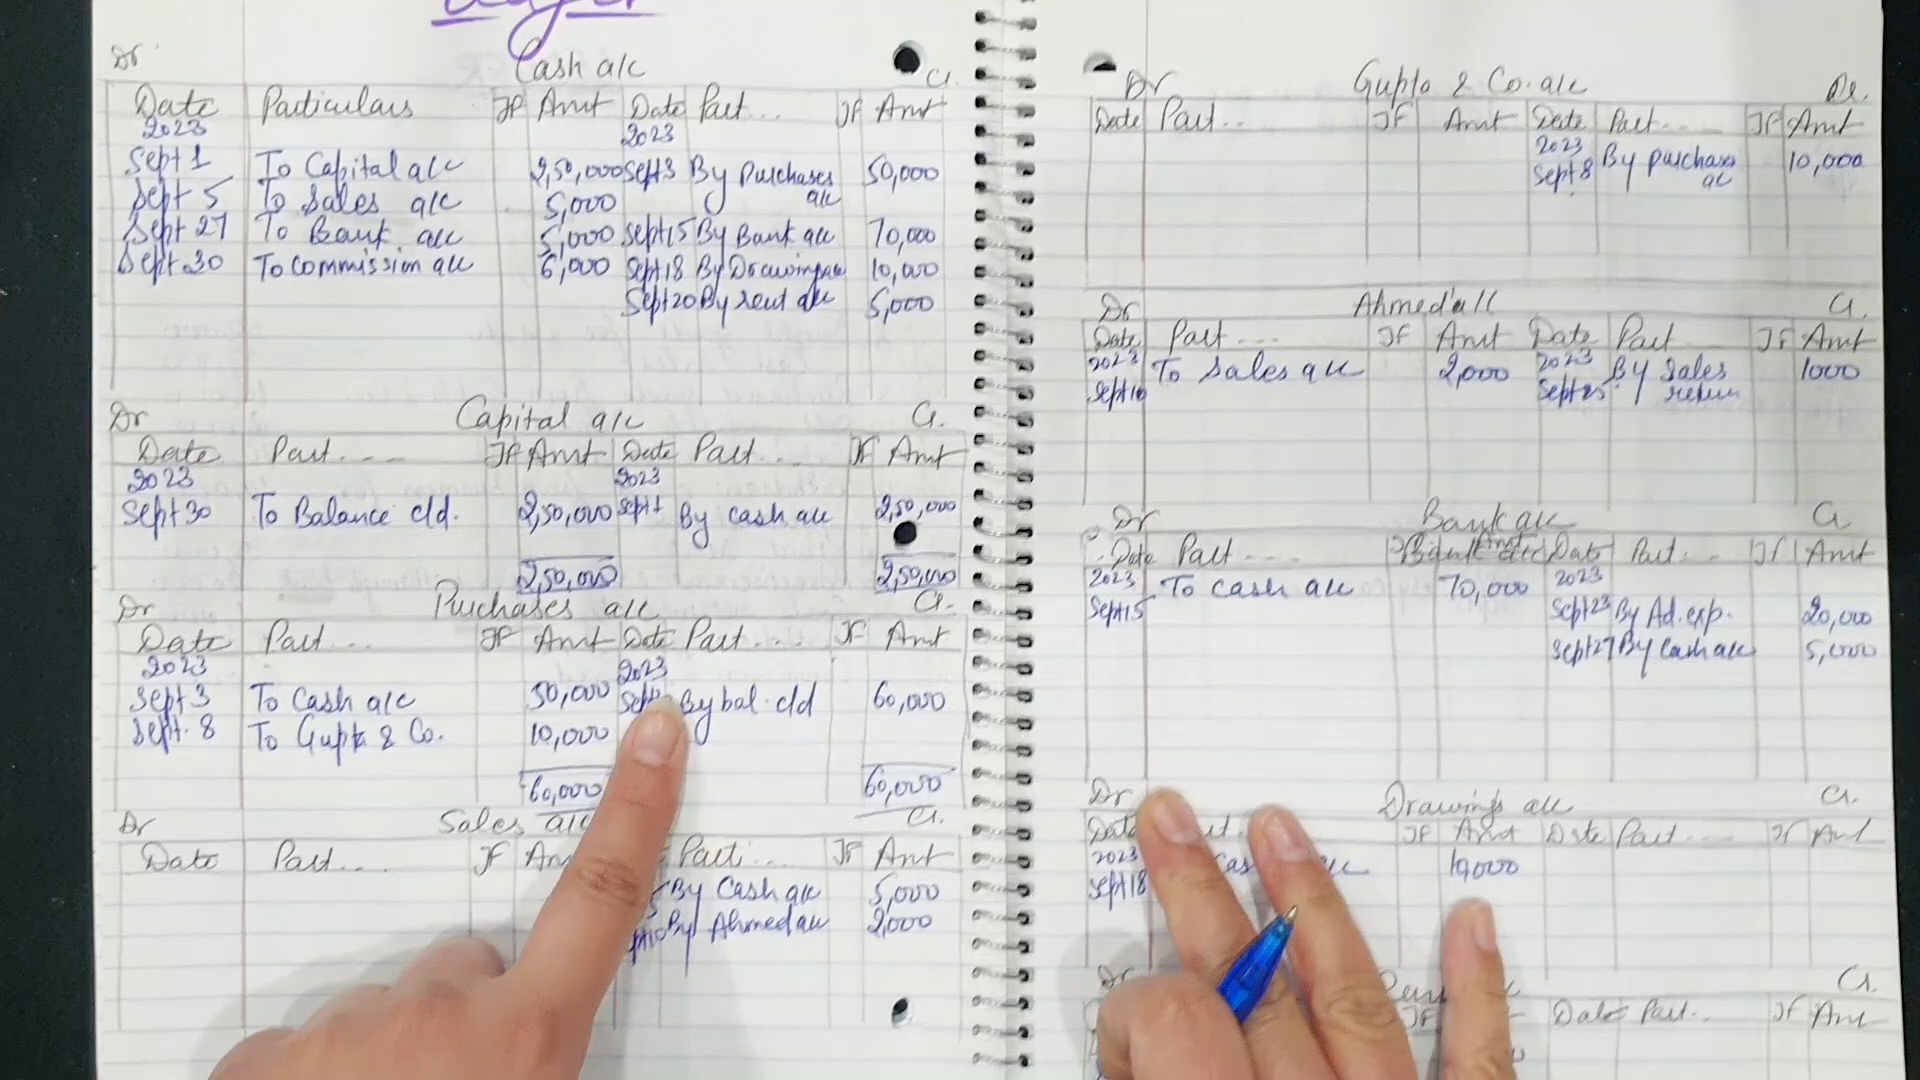 Ledger
Dr Cash a/c Cr.
Date Particulars JF Amt Date Part... JF Amt
2023 2023
Sept 1 To Capital a/c 2,50,000 Sept 3 By Purchases a/c 50,000
Sept 5 To Sales a/c 5,000
Sept 27 To Bank a/c 5,000 Sept 15 By Bank a/c 70,000
Sept 30 To Commission a/c 6,000 Sept 18 By Drawings a/c 10,000
Sept 20 By rent a/c 5,000
Dr Capital a/c Cr.
Date Part.... JF Amt Date Part... JF Amt
2023 2023
Sept 30 To Balance c/d. 2,50,000 Sept 1 By cash a/c 2,50,000
2,50,000 2,50,000
Dr Purchases a/c Cr.
Date Part.... JF Amt Date Part.... JF Amt
2023 2023
Sept 3 To Cash a/c 50,000 Sept By bal. c/d 60,000
Sept. 8 To Gupta & Co. 10,000
60,000 60,000
Dr Sales a/c Cr.
Date Part.... JF Am Part... JF Amt
By Cash a/c 5,000
By Ahmed a/c 2,000
Dr Gupta & Co. a/c
Date Part.. JF Amt Date Part.... JF Amt
2023
Sept 8 By purchases a/c 10,000
Dr Ahmed a/c Cr.
Date Part... JF Amt Date Part JF Amt
2023 To Sales a/c 2,000 2023 By Sales 1000
Sept 10 Sept 25 return
Dr Bank a/c Cr
Date Part.... Amt Date Part... JF Amt
2023 To Cash a/c 70,000 2023
Sept 15 Sept 23 By Ad. exp. 20,000
Sept 27 By Cash a/c 5,000
Dr Drawings a/c Cr.
Date JF Amt Date Part.... JF Amt
2023 10,000
Sept 18
Dr Cr.
JF Date Part... JF Amt